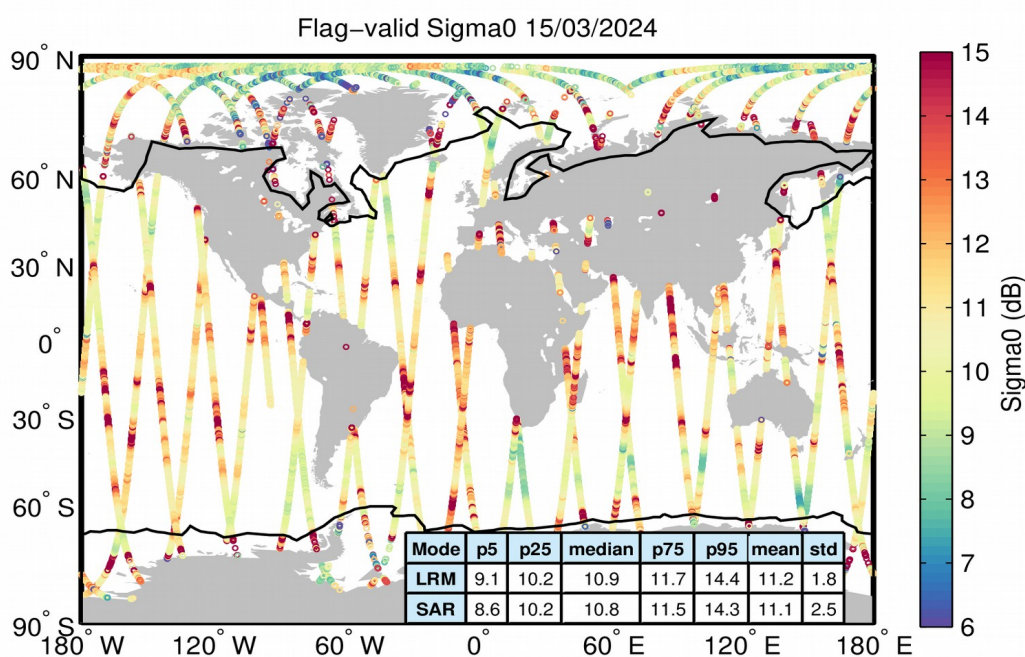 Flag−valid Sigma0 15/03/2024
90° N
60° N
30° N
0°
30° S
60° S
90° S
180° W
120° W
60° W
0°
60° E
120° E
180° E
15
14
13
12
11
10
9
8
7
6
Sigma0 (dB)
Mode p5 p25 median p75 p95 mean std
LRM 9.1 10.2 10.9 11.7 14.4 11.2 1.8
SAR 8.6 10.2 10.8 11.5 14.3 11.1 2.5